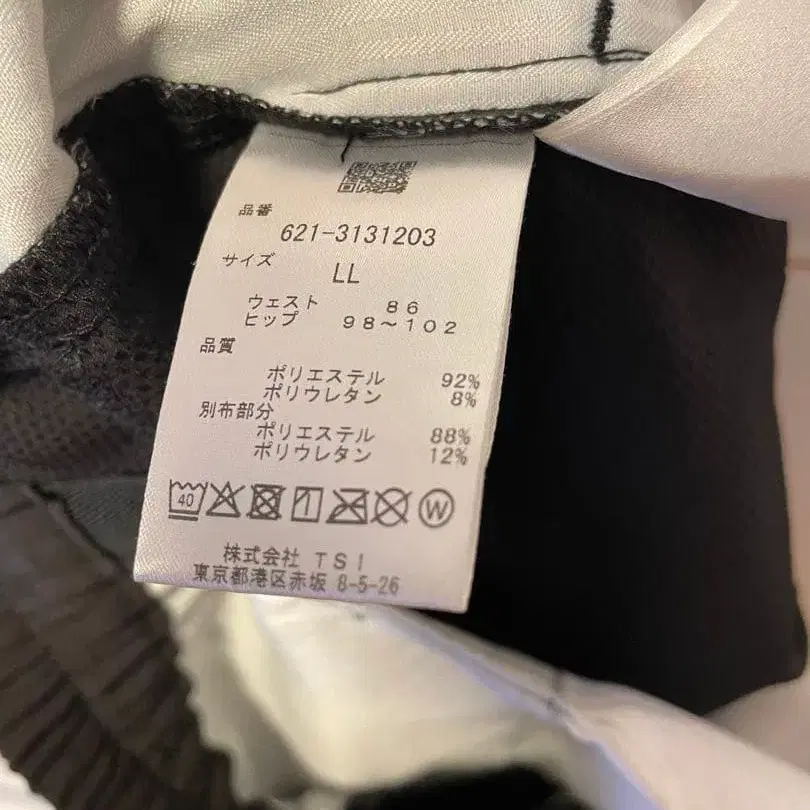 品番
621-3131203
サイズ
LL
ウェスト 86
ヒップ 98～102
品質
ポリエステル 92%
ポリウレタン 8%
別布部分
ポリエステル 88%
ポリウレタン 12%
40 W
株式会社 TSI
東京都港区赤坂 8-5-26